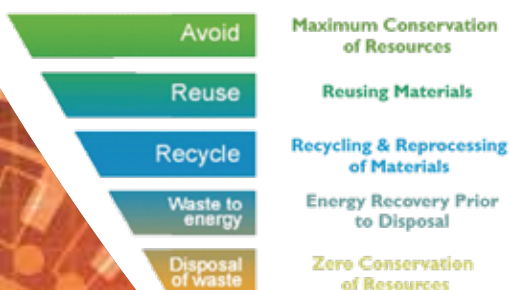 Avoid
Maximum Conservation
of Resources
Reuse
Reusing Materials
Recycle
Recycling & Reprocessing
of Materials
Waste to
energy
Energy Recovery Prior
to Disposal
Disposal
of waste
Zero Conservation
of Resources